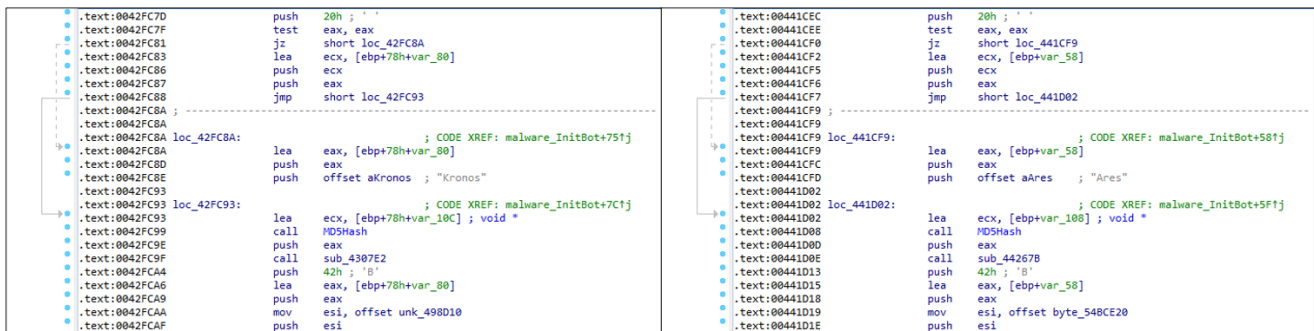 .text:0042FC7D push 20h ; ' '
.text:0042FC7F test eax, eax
.text:0042FC81 jz short loc_42FC8A
.text:0042FC83 lea ecx, [ebp+78h+var_80]
.text:0042FC86 push ecx
.text:0042FC87 push eax
.text:0042FC88 jmp short loc_42FC93
.text:0042FC8A ; ---------------------------------------------------------------------------
.text:0042FC8A
.text:0042FC8A loc_42FC8A: ; CODE XREF: malware_InitBot+75↑j
.text:0042FC8A lea eax, [ebp+78h+var_80]
.text:0042FC8D push eax
.text:0042FC8E push offset aKronos ; "Kronos"
.text:0042FC93
.text:0042FC93 loc_42FC93: ; CODE XREF: malware_InitBot+7C↑j
.text:0042FC93 lea ecx, [ebp+78h+var_10C] ; void *
.text:0042FC99 call MD5Hash
.text:0042FC9E push eax
.text:0042FC9F call sub_4307E2
.text:0042FCA4 push 42h ; 'B'
.text:0042FCA6 lea eax, [ebp+78h+var_80]
.text:0042FCA9 push eax
.text:0042FCAA mov esi, offset unk_498D10
.text:0042FCAF push esi
.text:00441CEC push 20h ; ' '
.text:00441CEE test eax, eax
.text:00441CF0 jz short loc_441CF9
.text:00441CF2 lea ecx, [ebp+var_58]
.text:00441CF5 push ecx
.text:00441CF6 push eax
.text:00441CF7 jmp short loc_441D02
.text:00441CF9 ; ---------------------------------------------------------------------------
.text:00441CF9
.text:00441CF9 loc_441CF9: ; CODE XREF: malware_InitBot+58↑j
.text:00441CF9 lea eax, [ebp+var_58]
.text:00441CFC push eax
.text:00441CFD push offset aAres ; "Ares"
.text:00441D02
.text:00441D02 loc_441D02: ; CODE XREF: malware_InitBot+5F↑j
.text:00441D02 lea ecx, [ebp+var_108] ; void *
.text:00441D08 call MD5Hash
.text:00441D0D push eax
.text:00441D0E call sub_44267B
.text:00441D13 push 42h ; 'B'
.text:00441D15 lea eax, [ebp+var_58]
.text:00441D18 push eax
.text:00441D19 mov esi, offset byte_54BCE20
.text:00441D1E push esi